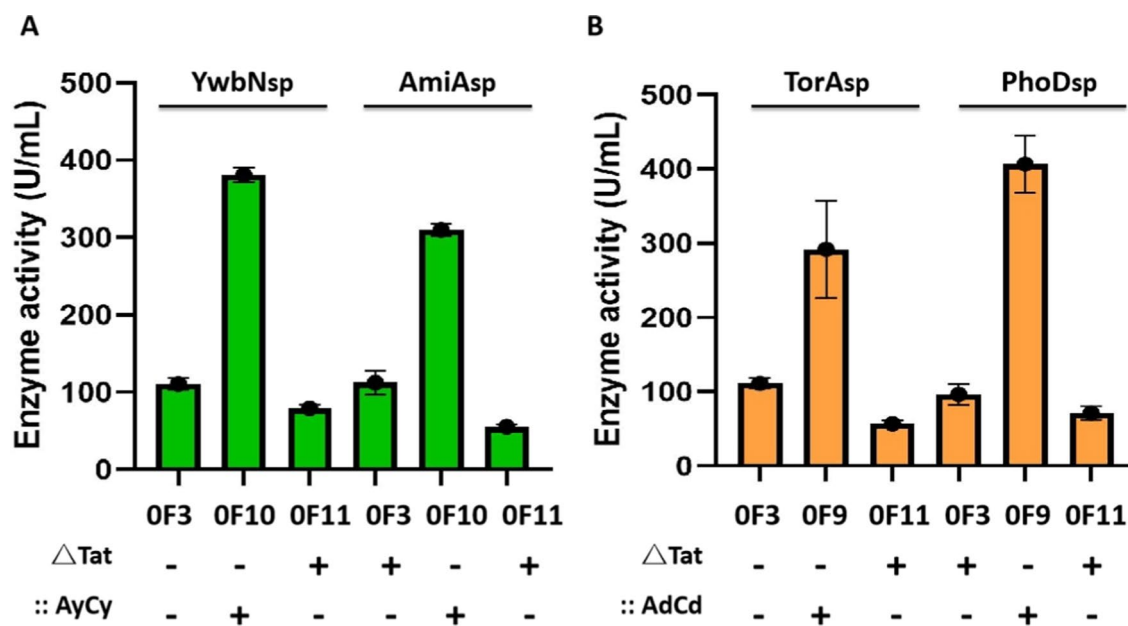 A
YwbNsp AmiAsp
Enzyme activity (U/mL)
500
400
300
200
100
0
0F3 0F10 0F11 0F3 0F10 0F11
△Tat - - + + - +
:: AyCy - + - - + -
B
TorAsp PhoDsp
Enzyme activity (U/mL)
500
400
300
200
100
0
0F3 0F9 0F11 0F3 0F9 0F11
△Tat - - + + - +
:: AdCd - + - - + -